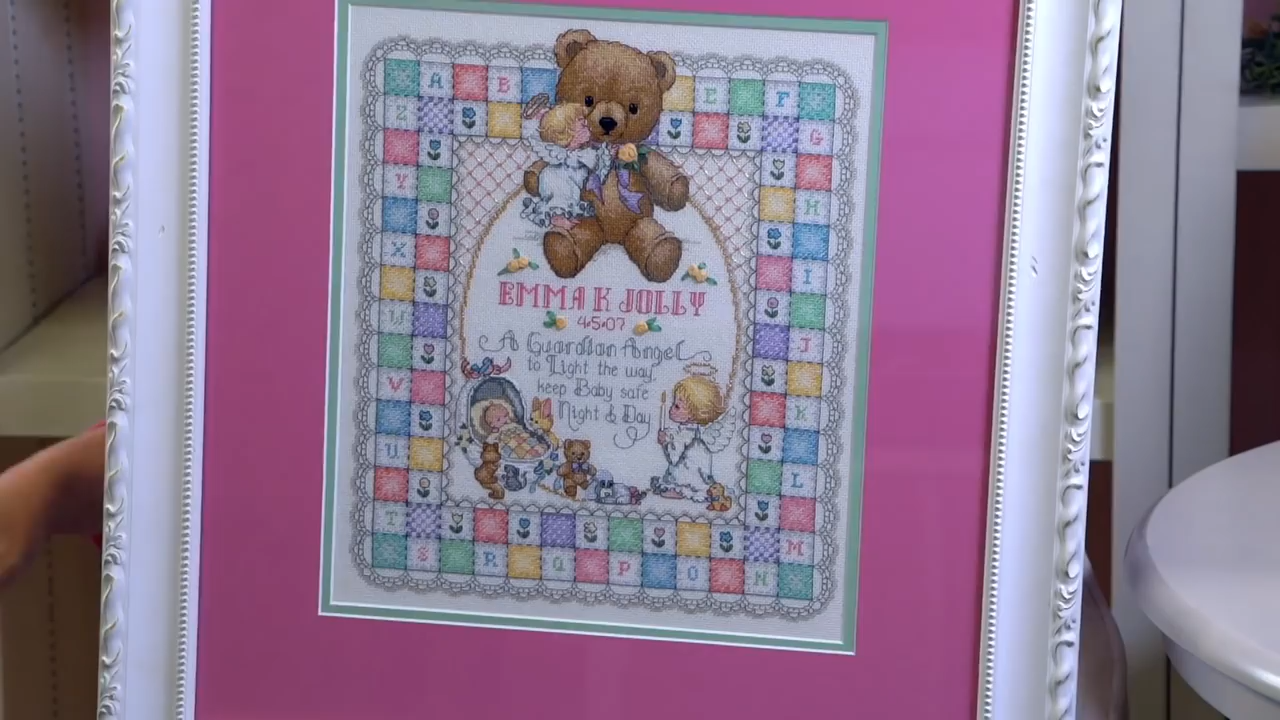 A B E F
G
H
I
J
K
L
M
N
O
P
Q
R
S
T
U
V
W
X
Y
EMMA K JOLLY
4·5·07
A Guardian Angel
to Light the way,
keep Baby safe
Night & Day